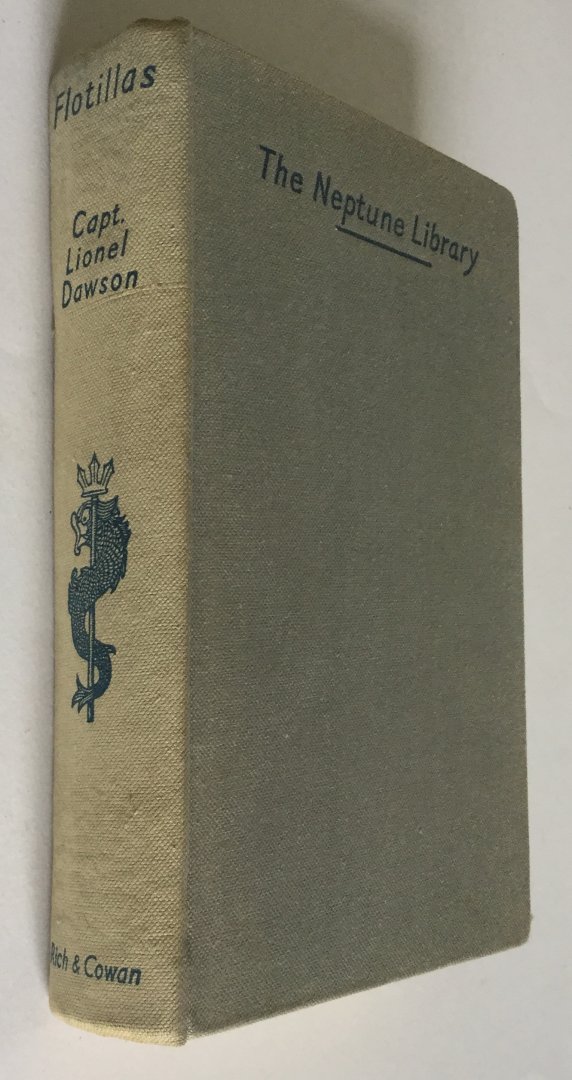 Flotillas
Capt.
Lionel
Dawson
Rich & Cowan
The Neptune Library